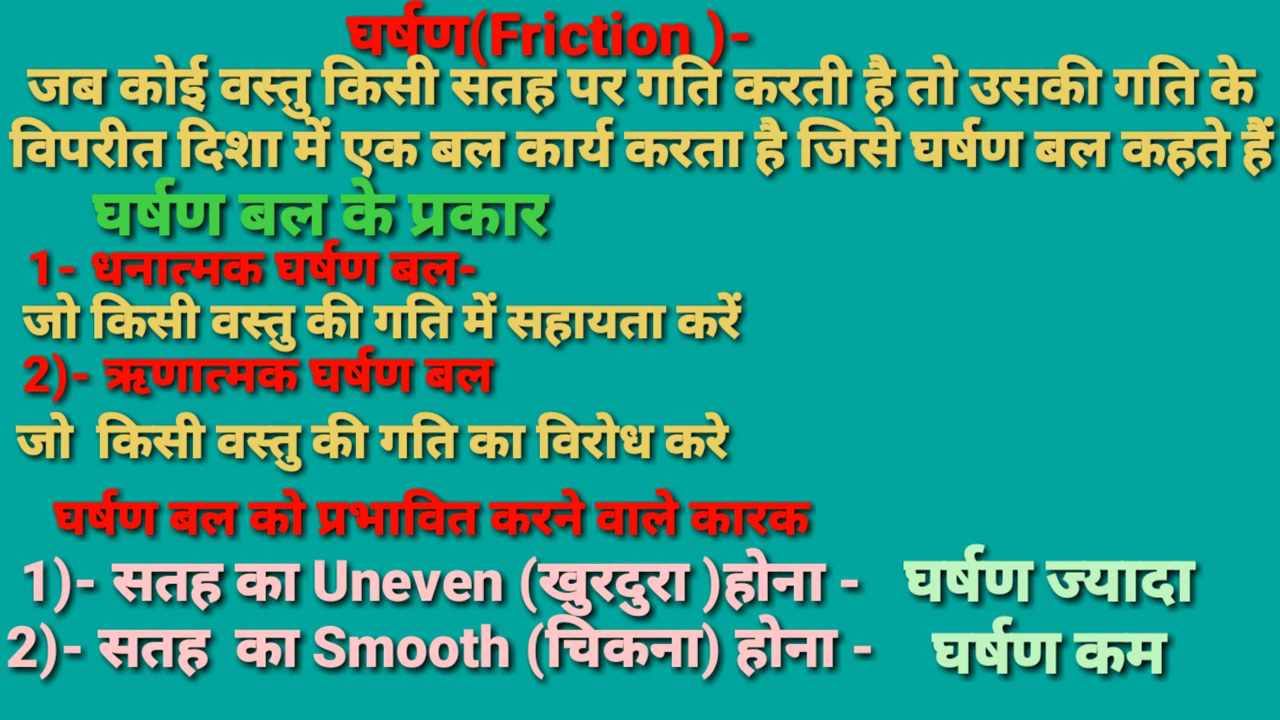 घर्षण(Friction )-
जब कोई वस्तु किसी सतह पर गति करती है तो उसकी गति के
विपरीत दिशा में एक बल कार्य करता है जिसे घर्षण बल कहते हैं
घर्षण बल के प्रकार
1- धनात्मक घर्षण बल-
जो किसी वस्तु की गति में सहायता करें
2)- ऋणात्मक घर्षण बल
जो किसी वस्तु की गति का विरोध करे
घर्षण बल को प्रभावित करने वाले कारक
1)- सतह का Uneven (खुरदुरा )होना - घर्षण ज्यादा
2)- सतह का Smooth (चिकना) होना - घर्षण कम